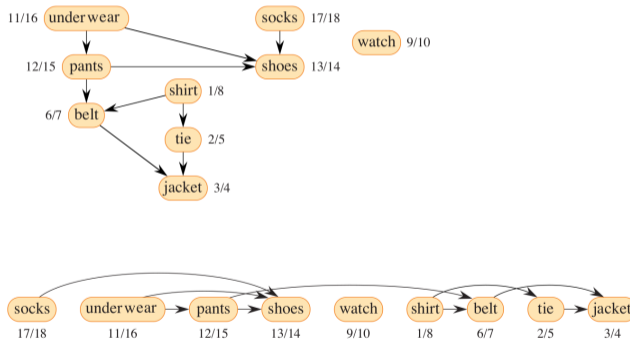 11/16 underwear socks 17/18
watch 9/10
12/15 pants shoes 13/14
shirt 1/8
6/7 belt
tie 2/5
jacket 3/4
socks underwear pants shoes watch shirt belt tie jacket
17/18 11/16 12/15 13/14 9/10 1/8 6/7 2/5 3/4